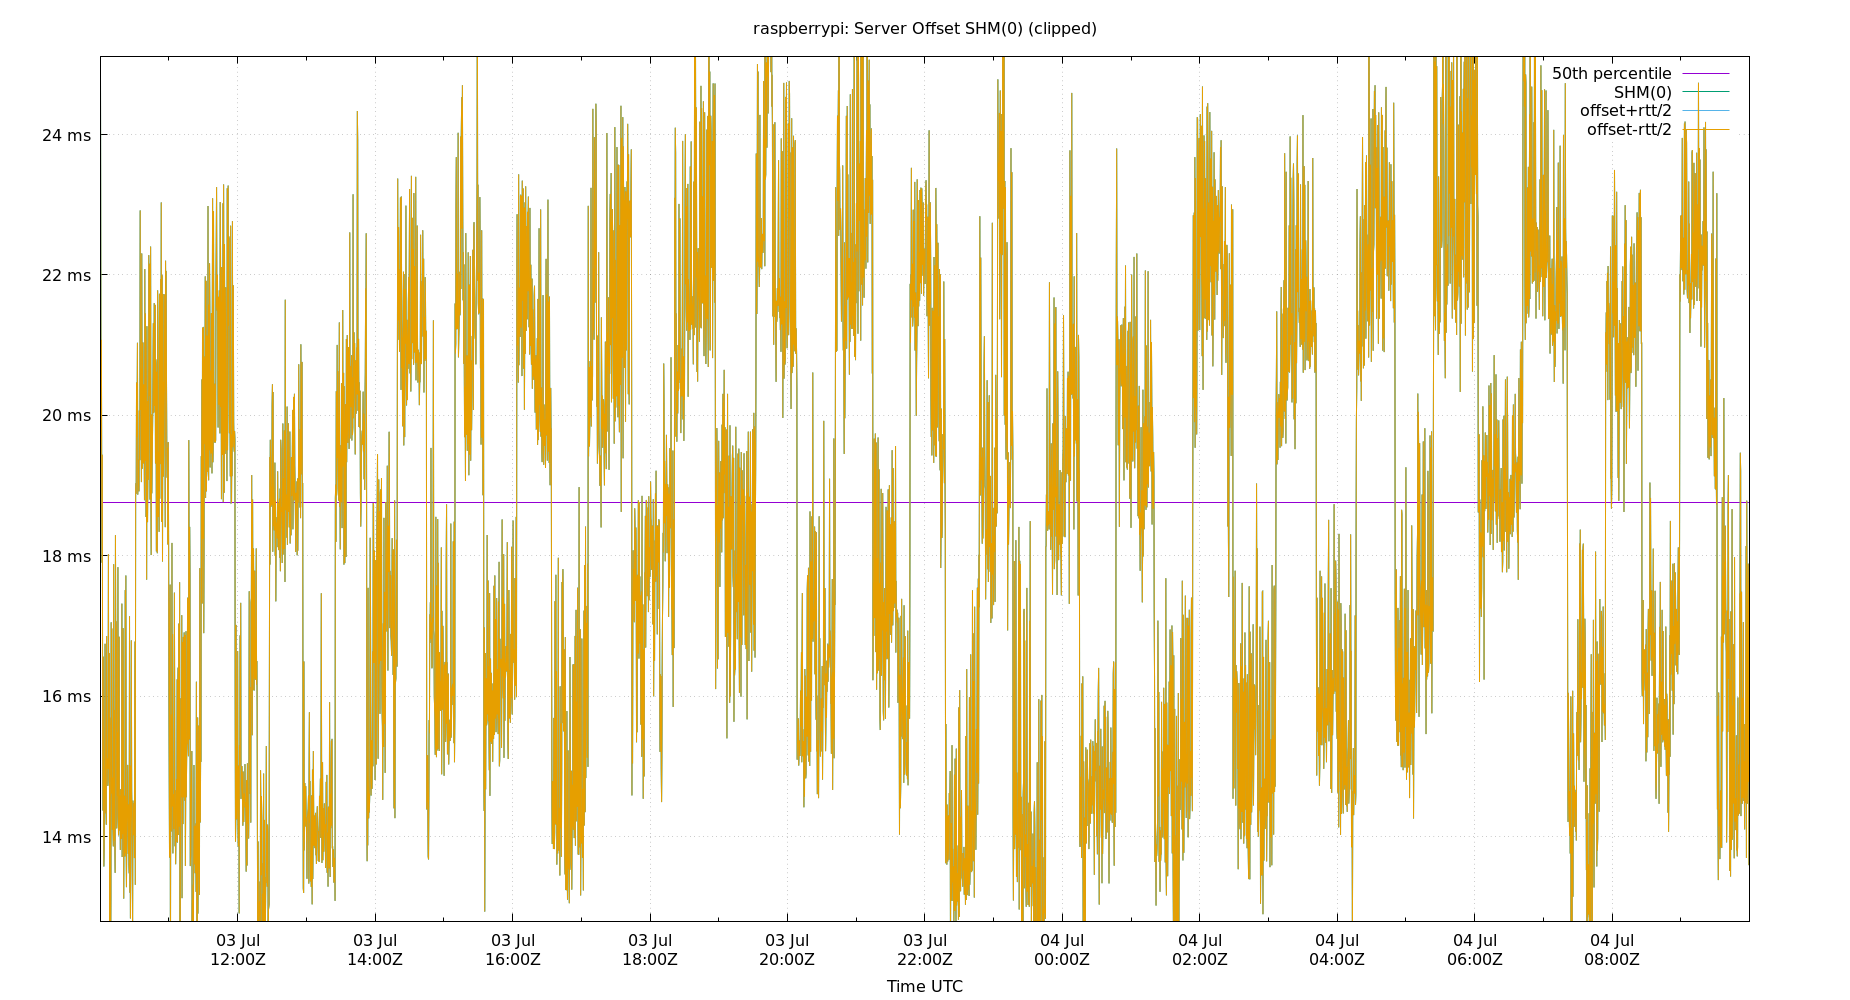 raspberrypi: Server Offset SHM(0) (clipped)
50th percentile
SHM(0)
offset+rtt/2
offset-rtt/2
24 ms
22 ms
20 ms
18 ms
16 ms
14 ms
03 Jul 03 Jul 03 Jul 03 Jul 03 Jul 03 Jul 04 Jul 04 Jul 04 Jul 04 Jul 04 Jul
12:00Z 14:00Z 16:00Z 18:00Z 20:00Z 22:00Z 00:00Z 02:00Z 04:00Z 06:00Z 08:00Z
Time UTC